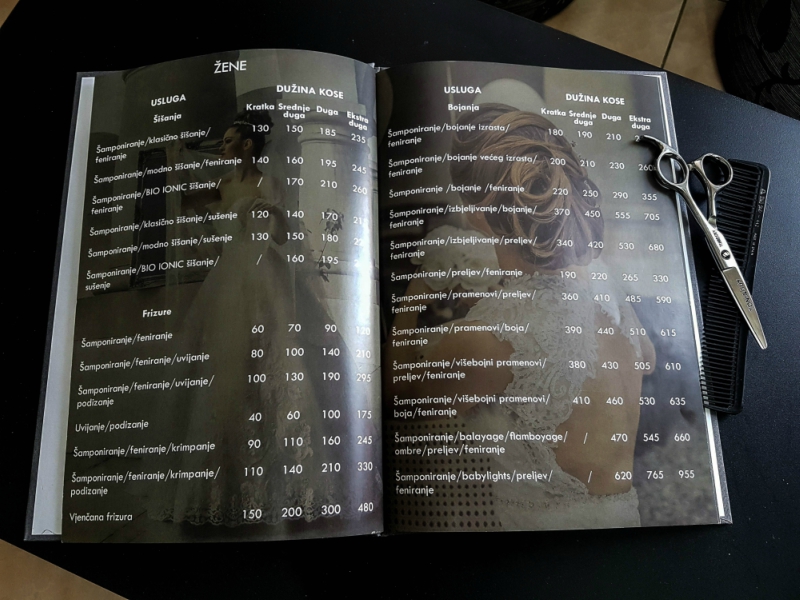 ŽENE
USLUGA DUŽINA KOSE
Šišanja Kratka Srednje duga Duga Ekstra duga
Šamponiranje/klasično šišanje/ 130 150 185 235
feniranje
Šamponiranje/modno šišanje/feniranje 140 160 195 245
Šamponiranje/BIO IONIC šišanje/ / 170 210 260
feniranje
Šamponiranje/klasično šišanje/sušenje 120 140 170
Šamponiranje/modno šišanje/sušenje 130 150 180
Šamponiranje/BIO IONIC šišanje/ / 160 195
sušenje
Frizure
Šamponiranje/feniranje 60 70 90 120
Šamponiranje/feniranje/uvijanje 80 100 140 210
Šamponiranje/feniranje/uvijanje/ 100 130 190 295
podizanje
Uvijanje/podizanje 40 60 100 175
Šamponiranje/feniranje/krimpanje 90 110 160 245
Šamponiranje/feniranje/krimpanje/ 110 140 210 330
podizanje
Vjenčana frizura 150 200 300 480
USLUGA DUŽINA KOSE
Bojanja Kratka Srednje duga Duga Ekstra duga
Šamponiranje/bojanje izrasta/ 180 190 210
feniranje
Šamponiranje/bojanje većeg izrasta/ 200 210 230 260
feniranje
Šamponiranje /bojanje /feniranje 220 250 290 355
Šamponiranje/izbjeljivanje/bojanje/ 370 450 555 705
feniranje
Šamponiranje/izbjeljivanje/preljev/ 340 420 530 680
feniranje
Šamponiranje/preljev/feniranje 190 220 265 330
Šamponiranje/pramenovi/preljev/ 360 410 485 590
feniranje
Šamponiranje/pramenovi/boja/ 390 440 510 615
feniranje
Šamponiranje/višebojni pramenovi/ 380 430 505 610
preljev/feniranje
Šamponiranje/višebojni pramenovi/ 410 460 530 635
boja/feniranje
Šamponiranje/balayage/flamboyage/ / 470 545 660
ombre/preljev/feniranje
Šamponiranje/babylights/preljev/ / 620 765 955
feniranje